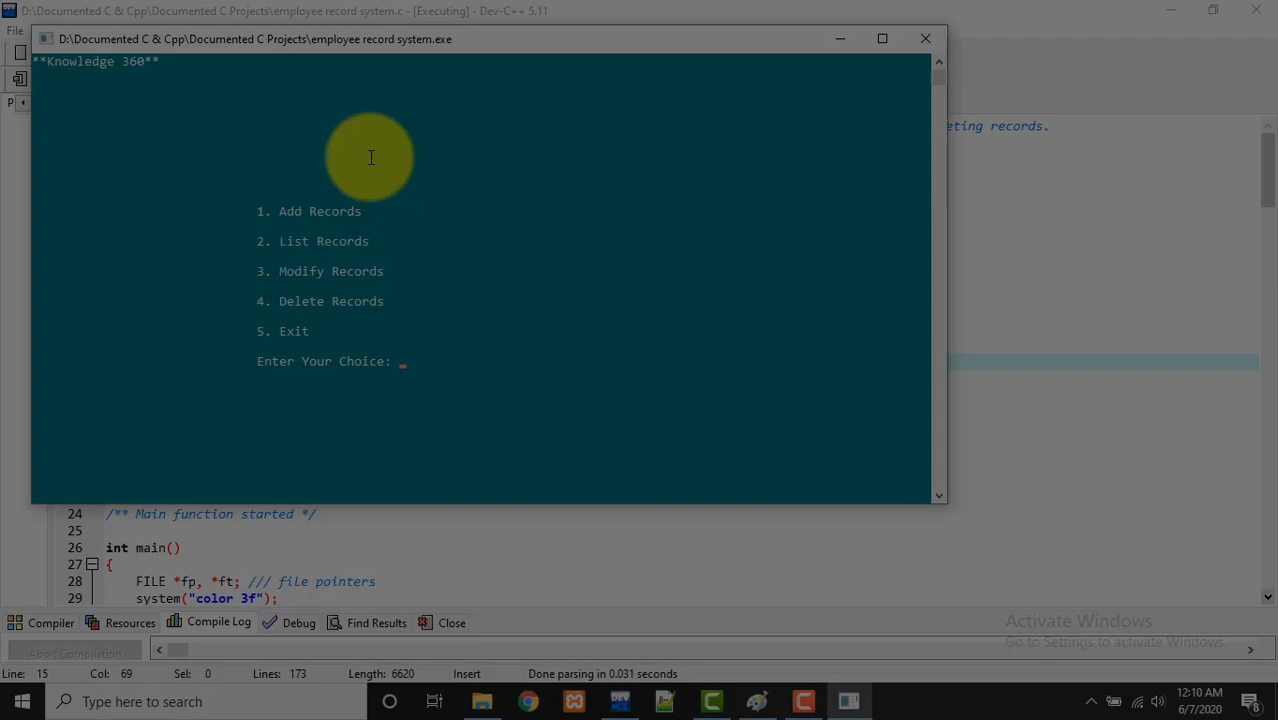 D:\Documented C & Cpp\Documented C Projects\employee record system.c - [Executing] - Dev-C++ 5.11
File
D:\Documented C & Cpp\Documented C Projects\employee record system.exe
**Knowledge 360**
P
eting records.
1. Add Records
2. List Records
3. Modify Records
4. Delete Records
5. Exit
Enter Your Choice:
24 /** Main function started */
25
26 int main()
27 {
28 FILE *fp, *ft; /// file pointers
29 system("color 3f");
Compiler Resources Compile Log Debug Find Results Close
Activate Windows
Go to Settings to activate Windows.
Abort Compilation
Line: 15 Col: 69 Sel: 0 Lines: 173 Length: 6620 Insert Done parsing in 0.031 seconds
Type here to search
DEV
12:10 AM
6/7/2020
8